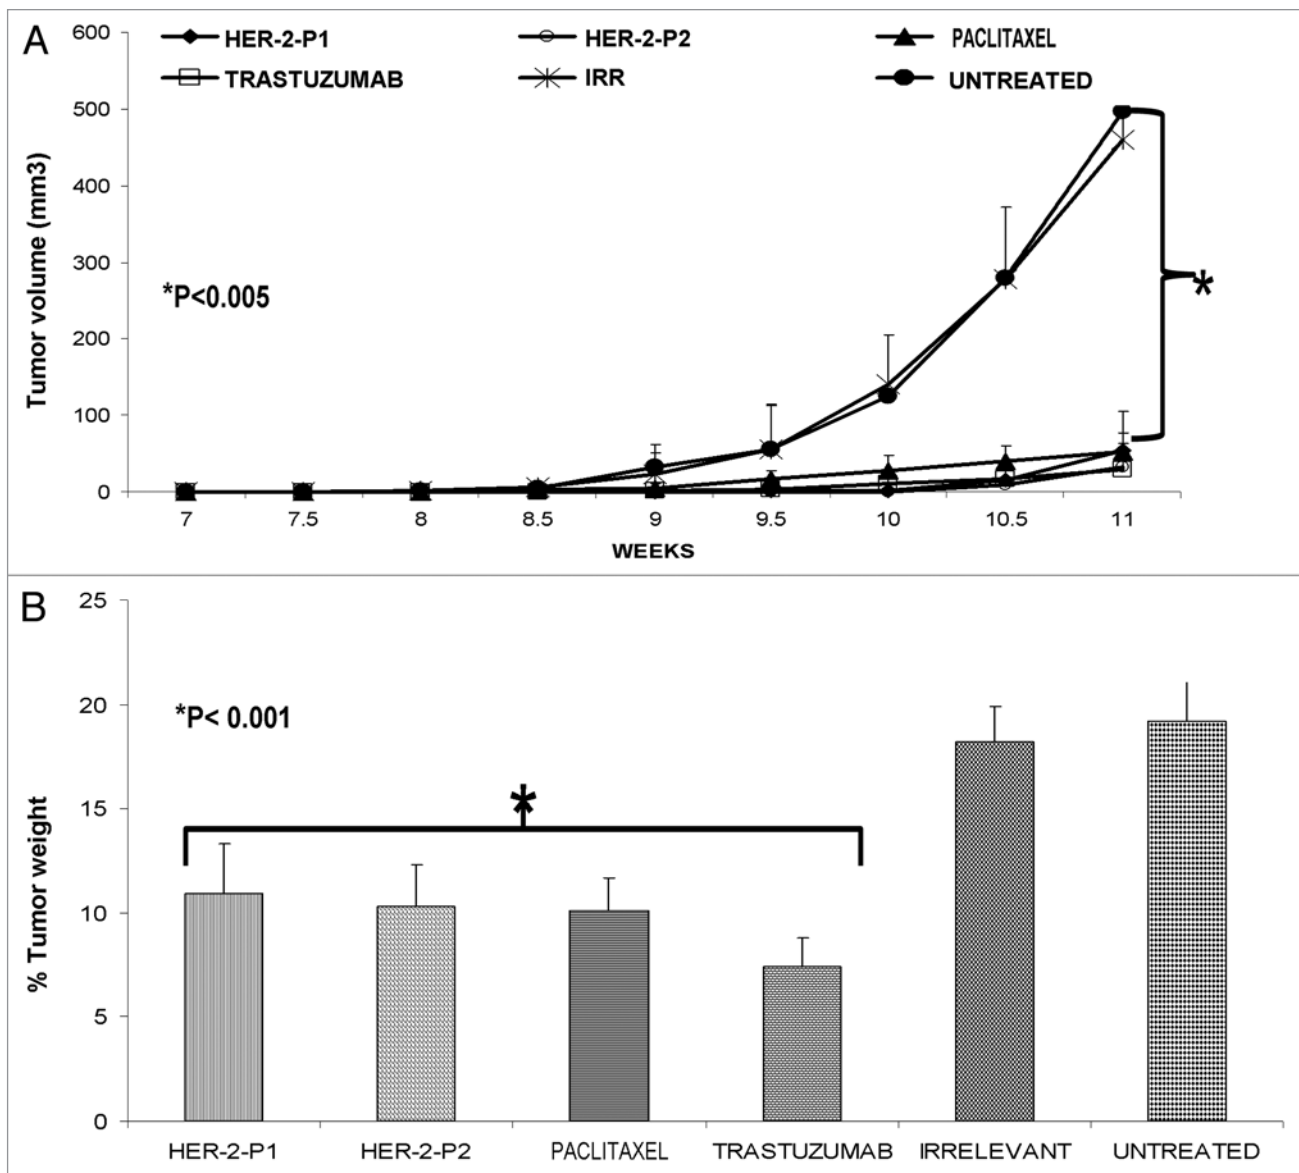 A
HER-2-P1 HER-2-P2 PACLITAXEL
TRASTUZUMAB IRR UNTREATED
Tumor volume (mm3)
600
500
400
300
200
100
0
*P<0.005
*
7 7.5 8 8.5 9 9.5 10 10.5 11
WEEKS
B
% Tumor weight
25
20
15
10
5
0
*P< 0.001
*
HER-2-P1 HER-2-P2 PACLITAXEL TRASTUZUMAB IRRELEVANT UNTREATED